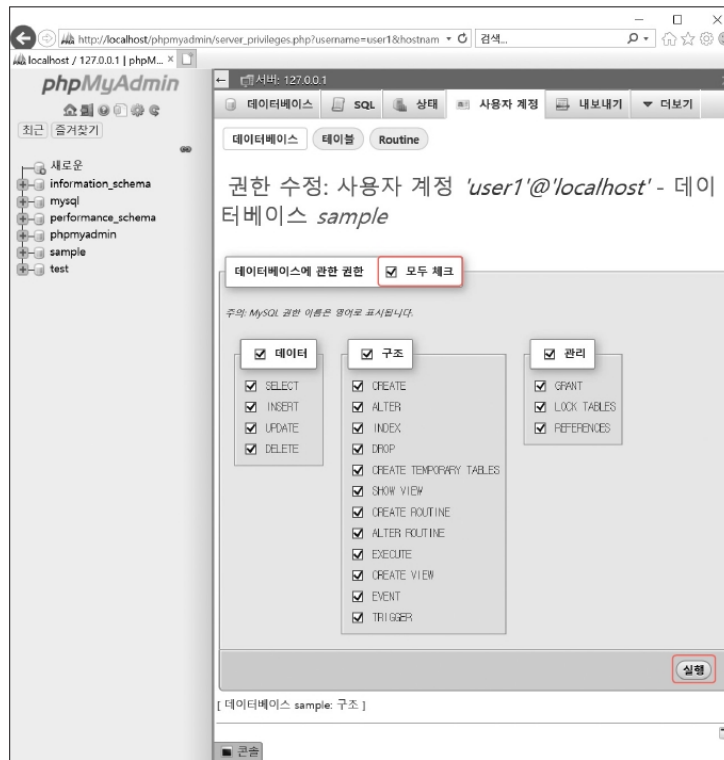 http://localhost/phpmyadmin/server_privileges.php?username=user1&hostnam
검색...
localhost / 127.0.0.1 | phpM...
phpMyAdmin
최근 즐겨찾기
새로운
information_schema
mysql
performance_schema
phpmyadmin
sample
test
서버: 127.0.0.1
데이터베이스 SQL 상태 사용자 계정 내보내기 더보기
데이터베이스 테이블 Routine
권한 수정: 사용자 계정 'user1'@'localhost' - 데이
터베이스 sample
데이터베이스에 관한 권한 모두 체크
주의: MySQL 권한 이름은 영어로 표시됩니다.
데이터
SELECT
INSERT
UPDATE
DELETE
구조
CREATE
ALTER
INDEX
DROP
CREATE TEMPORARY TABLES
SHOW VIEW
CREATE ROUTINE
ALTER ROUTINE
EXECUTE
CREATE VIEW
EVENT
TRIGGER
관리
GRANT
LOCK TABLES
REFERENCES
실행
[ 데이터베이스 sample: 구조 ]
콘솔